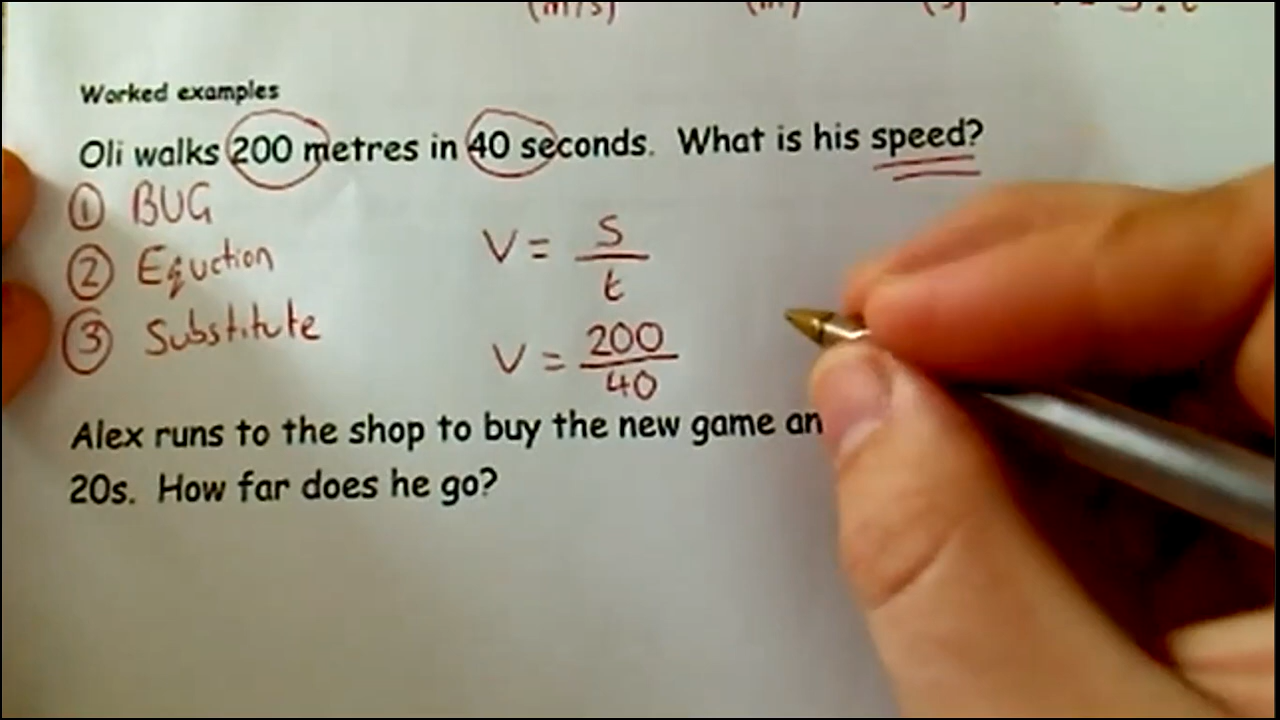 (m/s) (m) (s)
Worked examples
Oli walks 200 metres in 40 seconds. What is his speed?
① BUG
② Equction
③ Substitute
V = s/t
V = 200/40
Alex runs to the shop to buy the new game an
20s. How far does he go?